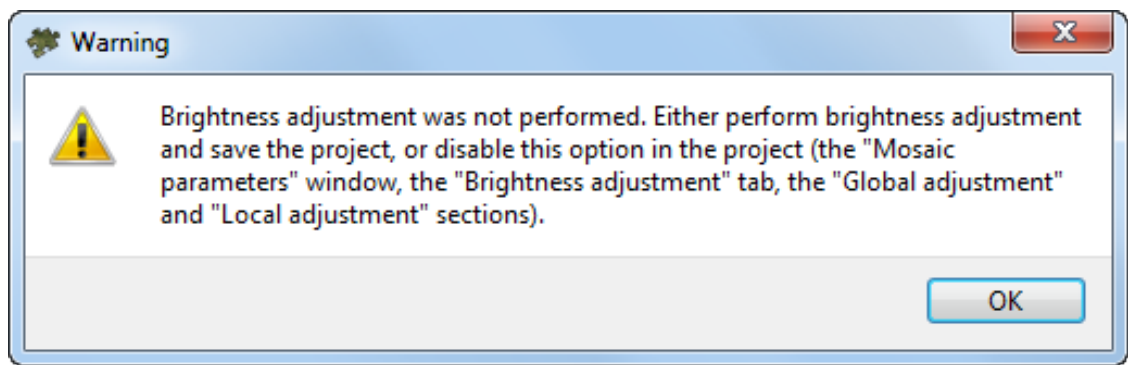 Warning
Brightness adjustment was not performed. Either perform brightness adjustment
and save the project, or disable this option in the project (the "Mosaic
parameters" window, the "Brightness adjustment" tab, the "Global adjustment"
and "Local adjustment" sections).
OK